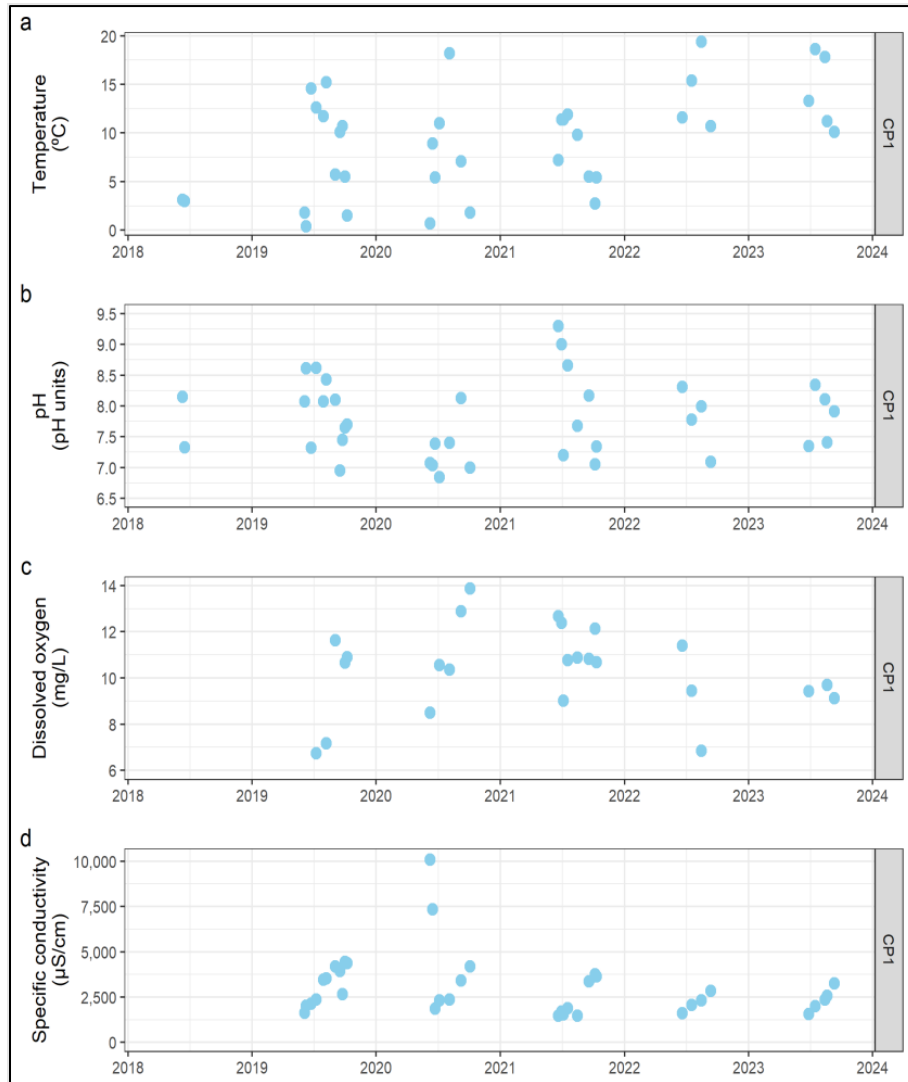 a
Temperature
(ºC)
20
15
10
5
0
CP1
2018 2019 2020 2021 2022 2023 2024
b
pH
(pH units)
9.5
9.0
8.5
8.0
7.5
7.0
6.5
CP1
2018 2019 2020 2021 2022 2023 2024
c
Dissolved oxygen
(mg/L)
14
12
10
8
6
CP1
2018 2019 2020 2021 2022 2023 2024
d
Specific conductivity
(µS/cm)
10,000
7,500
5,000
2,500
0
CP1
2018 2019 2020 2021 2022 2023 2024